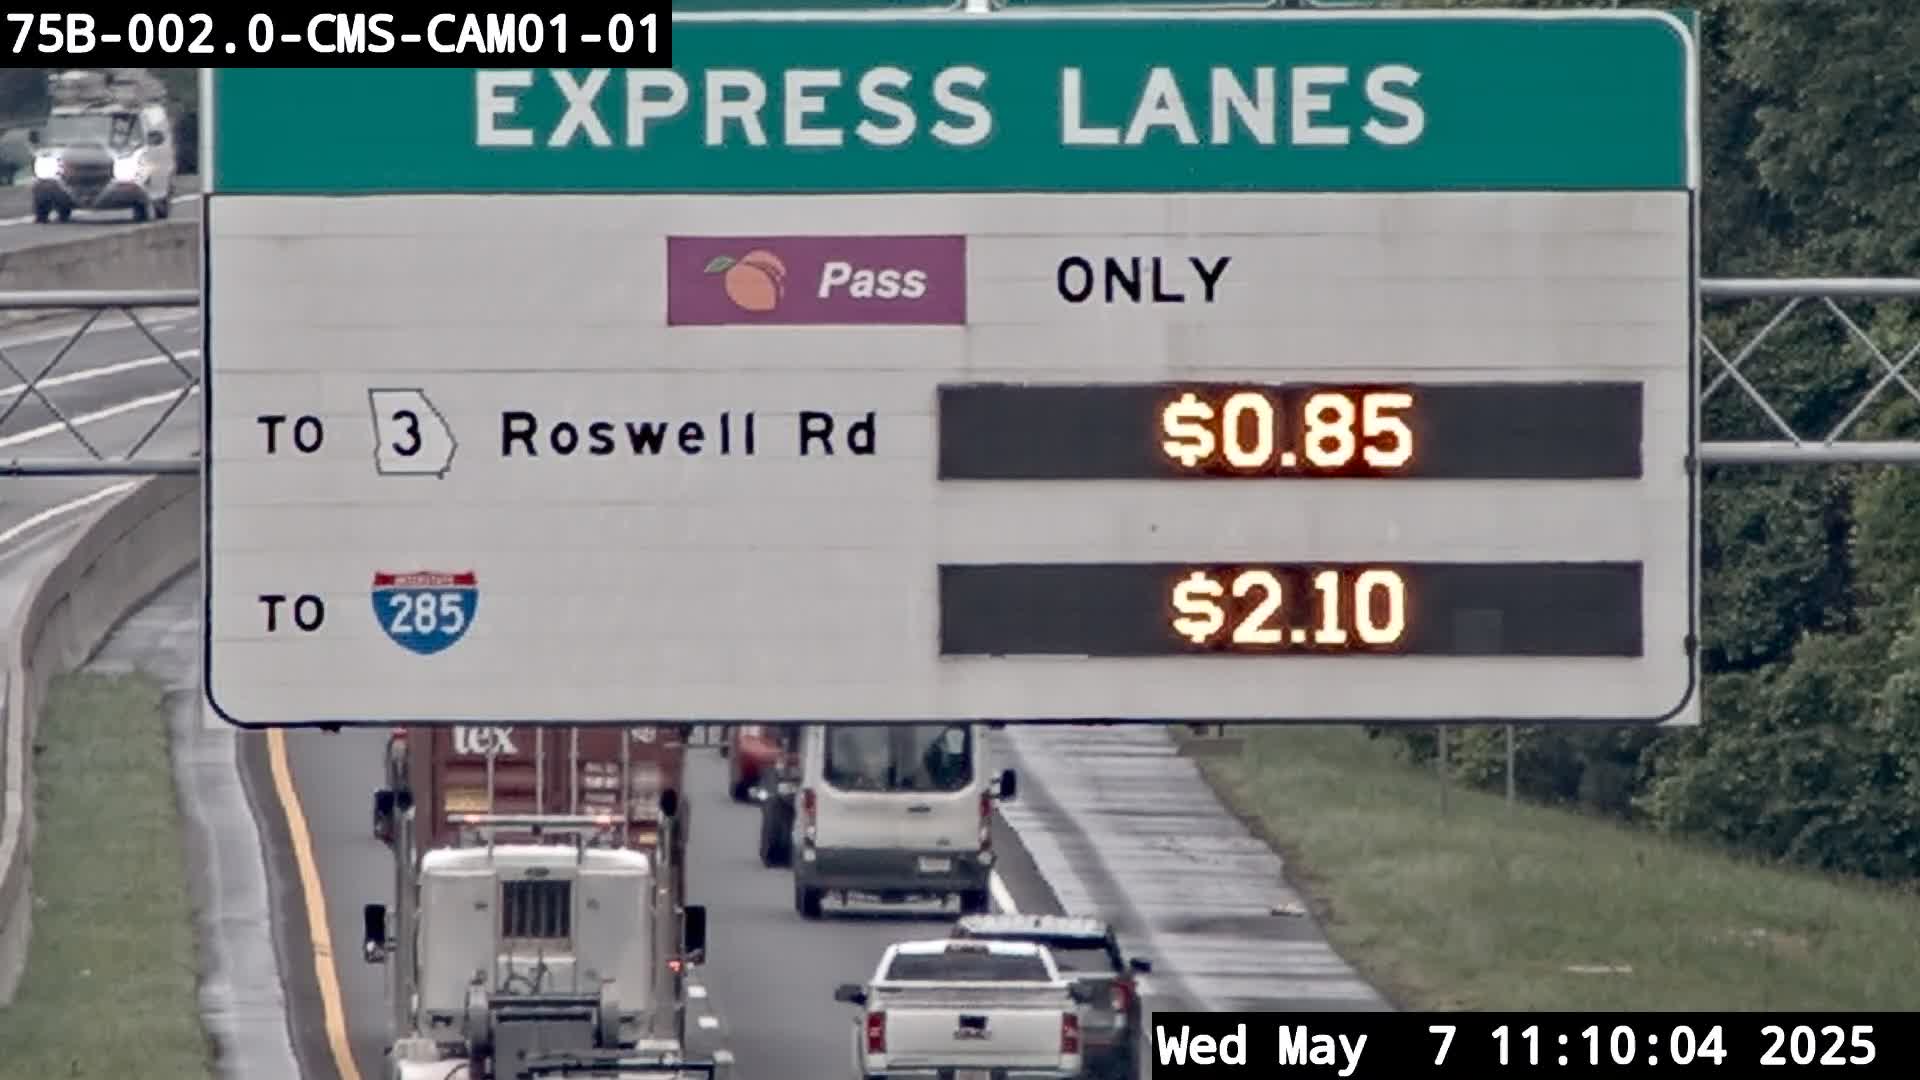 75B-002.0-CMS-CAM01-01
EXPRESS LANES
Pass ONLY
TO 3 Roswell Rd $0.85
INTERSTATE
TO 285 $2.10
tex
Wed May 7 11:10:04 2025